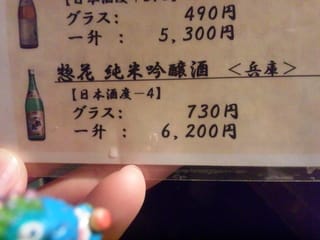 グラス: 490円
一升 : 5,300円
惣花 純米吟醸酒 <兵庫>
【日本酒度-4】
グラス: 730円
一升 : 6,200円